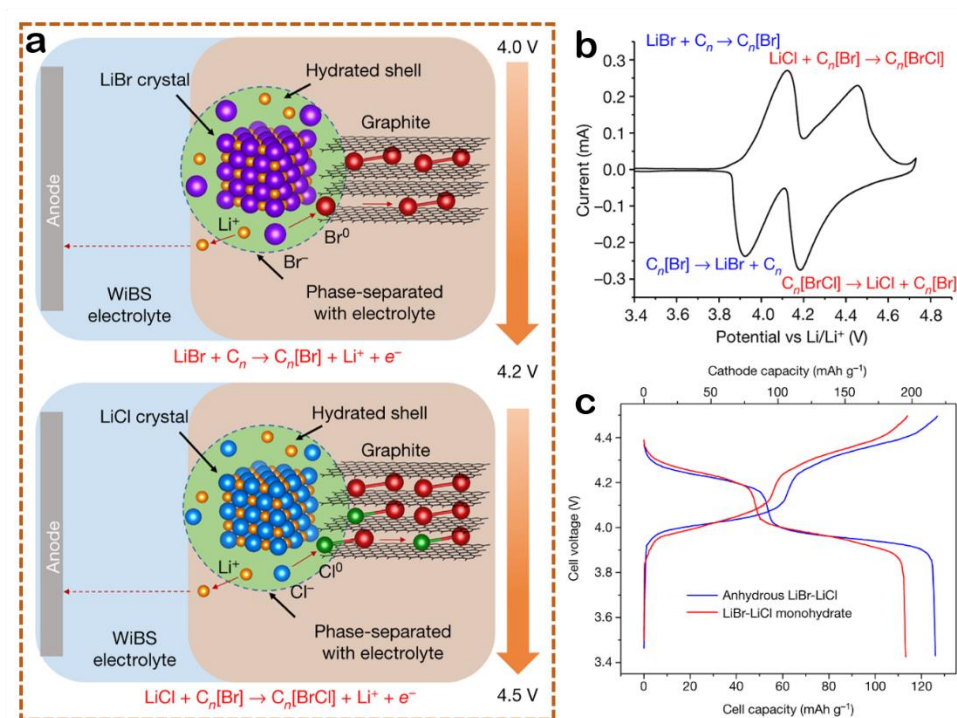 a
4.0 V
LiBr crystal
Hydrated shell
Graphite
Anode
Li⁺
Br⁰
Br⁻
WiBS
electrolyte
Phase-separated
with electrolyte
LiBr + Cₙ → Cₙ[Br] + Li⁺ + e⁻
4.2 V
LiCl crystal
Hydrated shell
Graphite
Anode
Li⁺
Cl⁰
Cl⁻
WiBS
electrolyte
Phase-separated
with electrolyte
LiCl + Cₙ[Br] → Cₙ[BrCl] + Li⁺ + e⁻
4.5 V
b
LiBr + Cₙ → Cₙ[Br]
LiCl + Cₙ[Br] → Cₙ[BrCl]
0.3
0.2
0.1
0.0
−0.1
−0.2
−0.3
Current (mA)
Cₙ[Br] → LiBr + Cₙ
Cₙ[BrCl] → LiCl + Cₙ[Br]
3.4 3.6 3.8 4.0 4.2 4.4 4.6 4.8
Potential vs Li/Li⁺ (V)
Cathode capacity (mAh g⁻¹)
0 50 100 150 200
c
4.4
4.2
4.0
3.8
3.6
3.4
Cell voltage (V)
Anhydrous LiBr-LiCl
LiBr-LiCl monohydrate
0 20 40 60 80 100 120
Cell capacity (mAh g⁻¹)